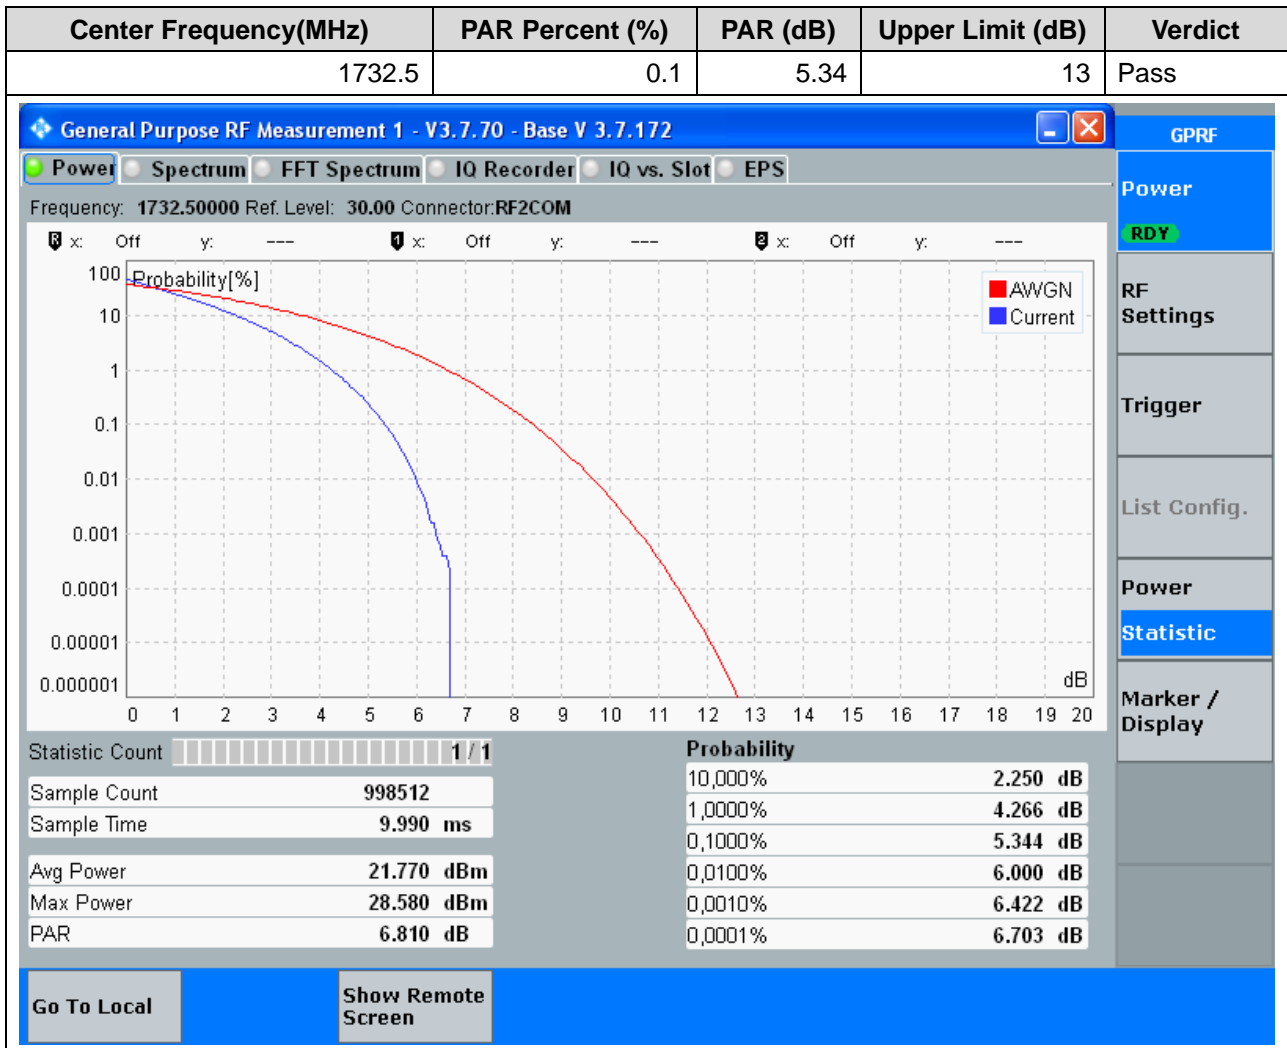 Center Frequency(MHz) PAR Percent (%) PAR (dB) Upper Limit (dB) Verdict
1732.5 0.1 5.34 13 Pass
General Purpose RF Measurement 1 - V3.7.70 - Base V 3.7.172
Power Spectrum FFT Spectrum IQ Recorder IQ vs. Slot EPS
Frequency: 1732.50000 Ref. Level: 30.00 Connector:RF2COM
R x: Off y: --- 1 x: Off y: --- 2 x: Off y: ---
Probability[%]
AWGN
Current
100
10
1
0.1
0.01
0.001
0.0001
0.00001
0.000001
dB
0 1 2 3 4 5 6 7 8 9 10 11 12 13 14 15 16 17 18 19 20
Statistic Count 1 / 1
Sample Count 998512
Sample Time 9.990 ms
Avg Power 21.770 dBm
Max Power 28.580 dBm
PAR 6.810 dB
Probability
10,000% 2.250 dB
1,0000% 4.266 dB
0,1000% 5.344 dB
0,0100% 6.000 dB
0,0010% 6.422 dB
0,0001% 6.703 dB
GPRF
Power
RDY
RF
Settings
Trigger
List Config.
Power
Statistic
Marker /
Display
Go To Local
Show Remote
Screen